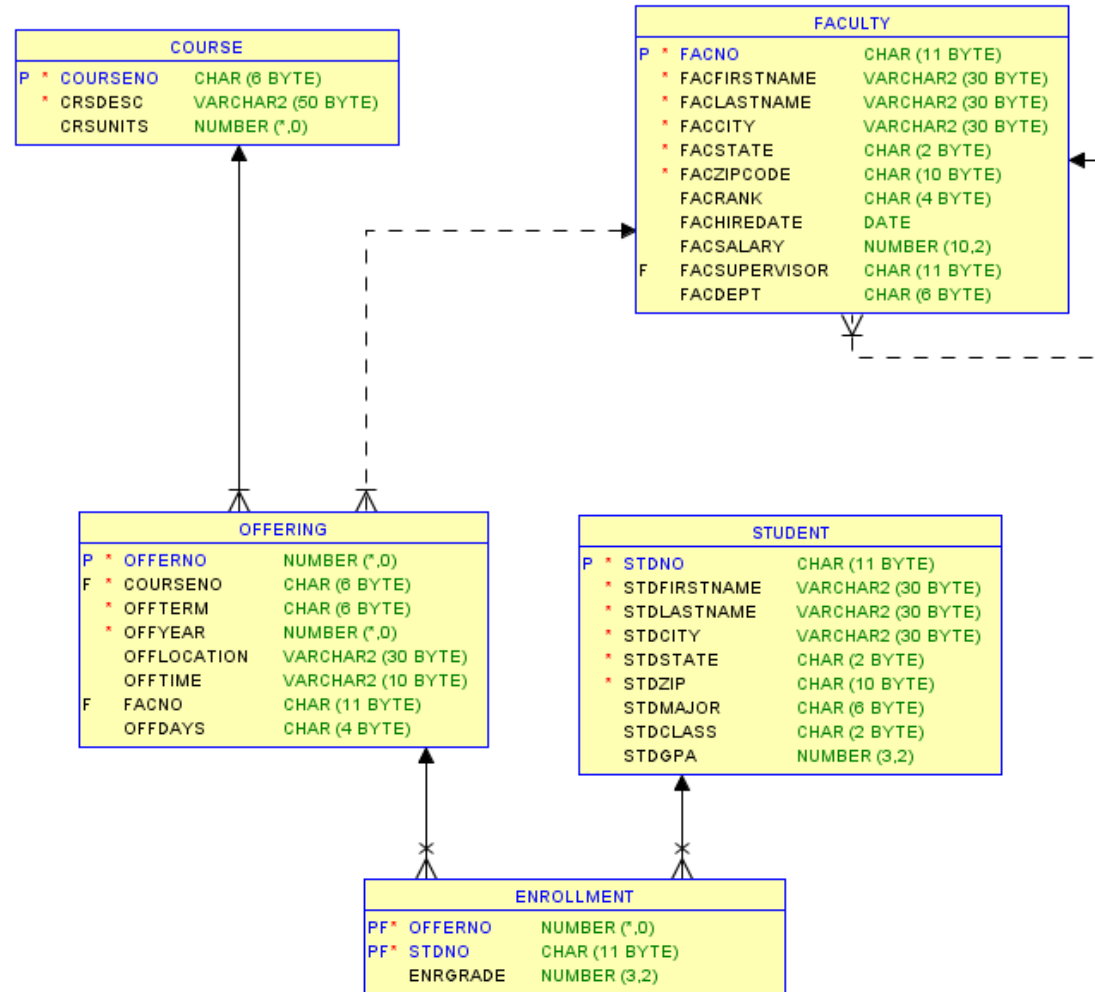 COURSE
P * COURSENO CHAR (6 BYTE)
* CRSDESC VARCHAR2 (50 BYTE)
CRSUNITS NUMBER (*,0)
FACULTY
P * FACNO CHAR (11 BYTE)
* FACFIRSTNAME VARCHAR2 (30 BYTE)
* FACLASTNAME VARCHAR2 (30 BYTE)
* FACCITY VARCHAR2 (30 BYTE)
* FACSTATE CHAR (2 BYTE)
* FACZIPCODE CHAR (10 BYTE)
FACRANK CHAR (4 BYTE)
FACHIREDATE DATE
FACSALARY NUMBER (10,2)
F FACSUPERVISOR CHAR (11 BYTE)
FACDEPT CHAR (6 BYTE)
OFFERING
P * OFFERNO NUMBER (*,0)
F * COURSENO CHAR (6 BYTE)
* OFFTERM CHAR (6 BYTE)
* OFFYEAR NUMBER (*,0)
OFFLOCATION VARCHAR2 (30 BYTE)
OFFTIME VARCHAR2 (10 BYTE)
F FACNO CHAR (11 BYTE)
OFFDAYS CHAR (4 BYTE)
STUDENT
P * STDNO CHAR (11 BYTE)
* STDFIRSTNAME VARCHAR2 (30 BYTE)
* STDLASTNAME VARCHAR2 (30 BYTE)
* STDCITY VARCHAR2 (30 BYTE)
* STDSTATE CHAR (2 BYTE)
* STDZIP CHAR (10 BYTE)
STDMAJOR CHAR (6 BYTE)
STDCLASS CHAR (2 BYTE)
STDGPA NUMBER (3,2)
ENROLLMENT
PF* OFFERNO NUMBER (*,0)
PF* STDNO CHAR (11 BYTE)
ENRGRADE NUMBER (3,2)